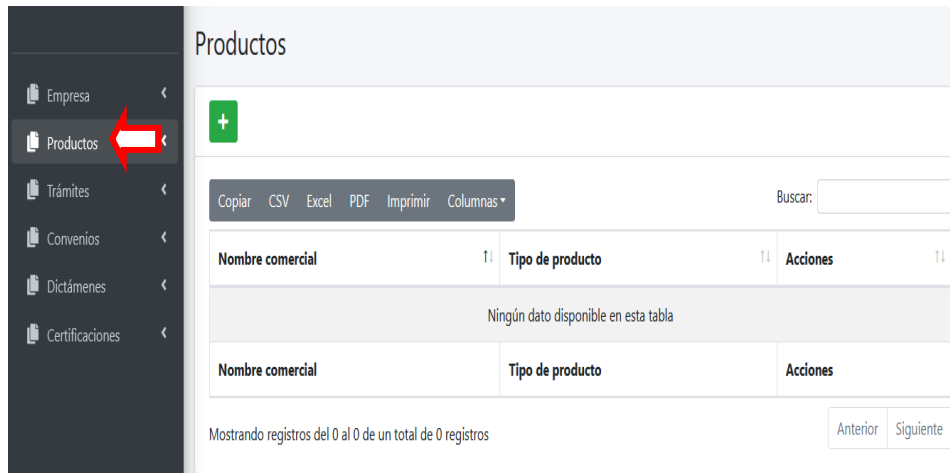 Productos
Empresa
Productos
Trámites
Convenios
Dictámenes
Certificaciones
+
Copiar CSV Excel PDF Imprimir Columnas
Buscar:
Nombre comercial Tipo de producto Acciones
Ningún dato disponible en esta tabla
Nombre comercial Tipo de producto Acciones
Mostrando registros del 0 al 0 de un total de 0 registros
Anterior Siguiente